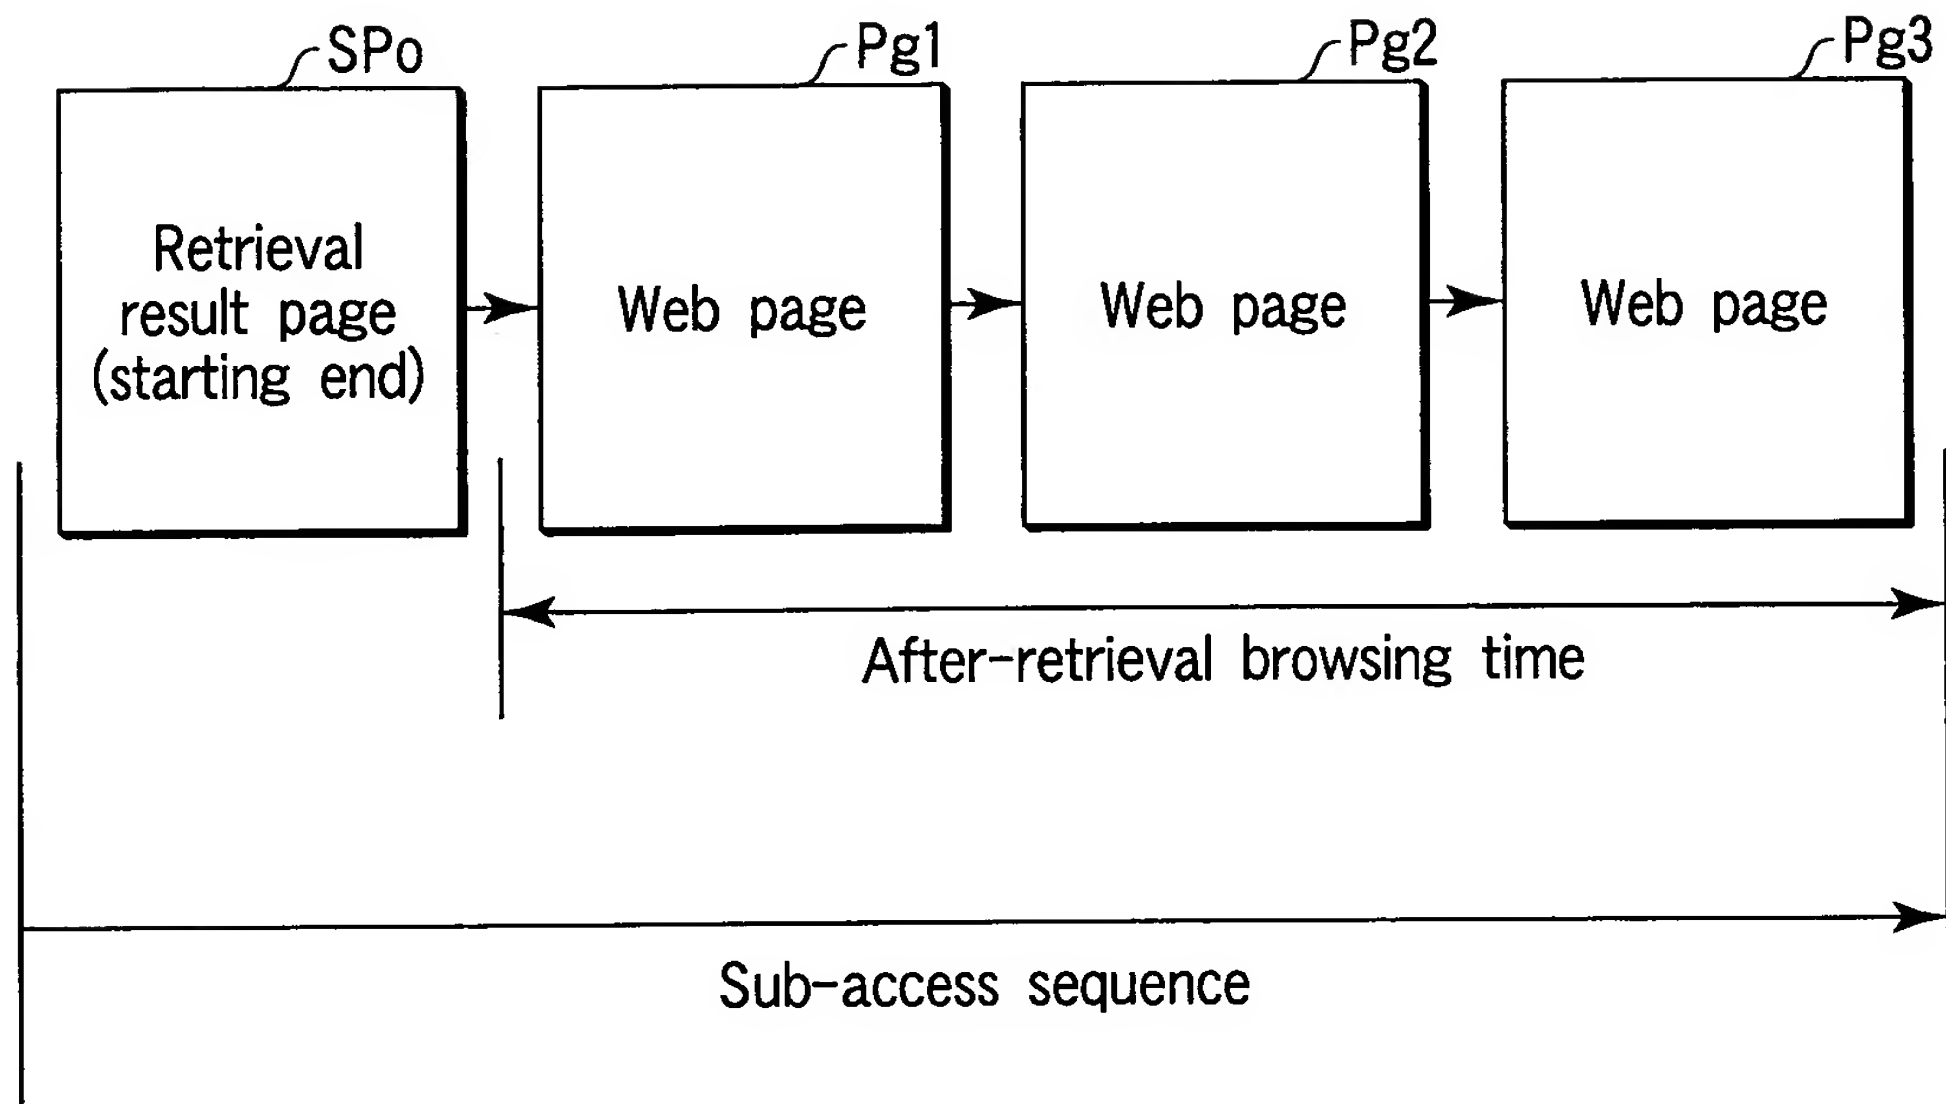 SPo
Pg1
Pg2
Pg3
Retrieval
result page
(starting end)
Web page
Web page
Web page
After-retrieval browsing time
Sub-access sequence